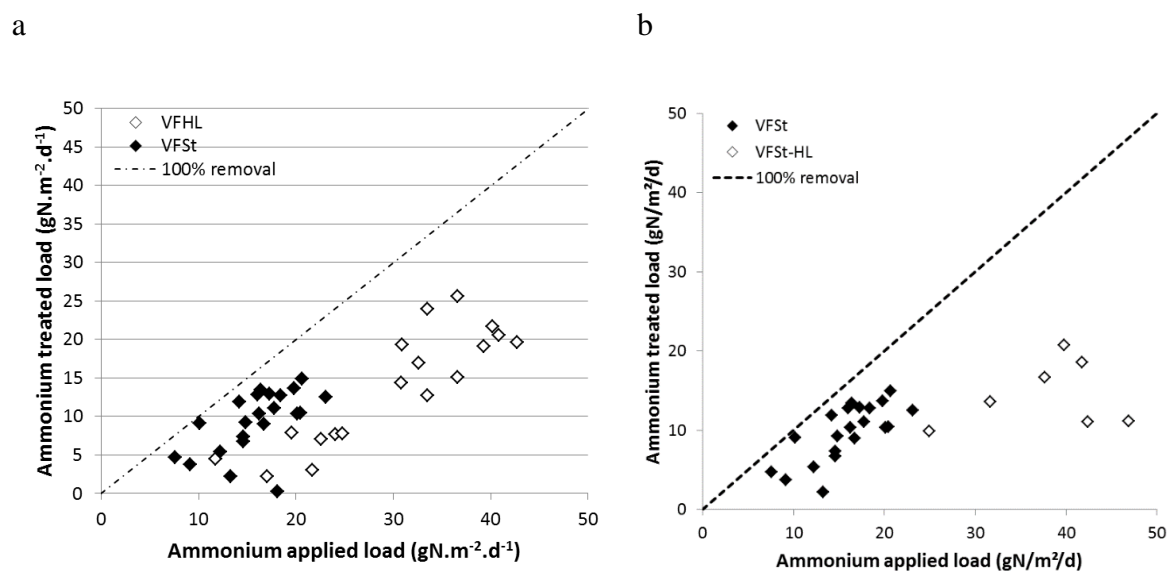 a
50
45
40
35
30
25
20
15
10
5
0
Ammonium treated load (gN.m⁻².d⁻¹)
VFHL
VFSt
100% removal
0 10 20 30 40 50
Ammonium applied load (gN.m⁻².d⁻¹)
b
50
40
30
20
10
0
Ammonium treated load (gN/m²/d)
VFSt
VFSt-HL
100% removal
0 10 20 30 40 50
Ammonium applied load (gN/m²/d)